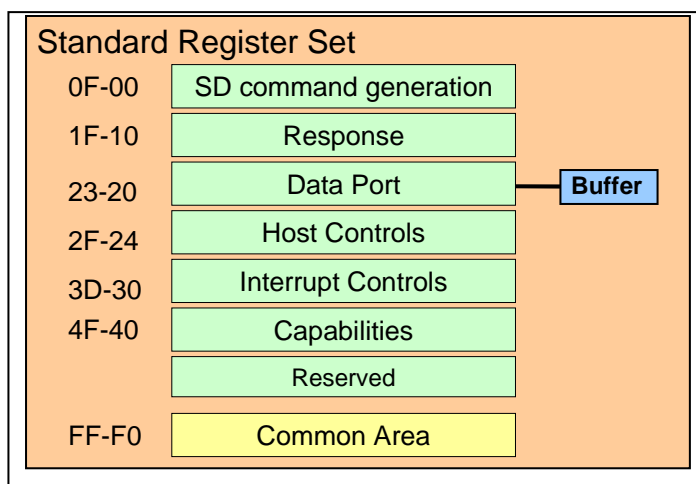 Standard Register Set
0F-00 SD command generation
1F-10 Response
23-20 Data Port Buffer
2F-24 Host Controls
3D-30 Interrupt Controls
4F-40 Capabilities
Reserved
FF-F0 Common Area